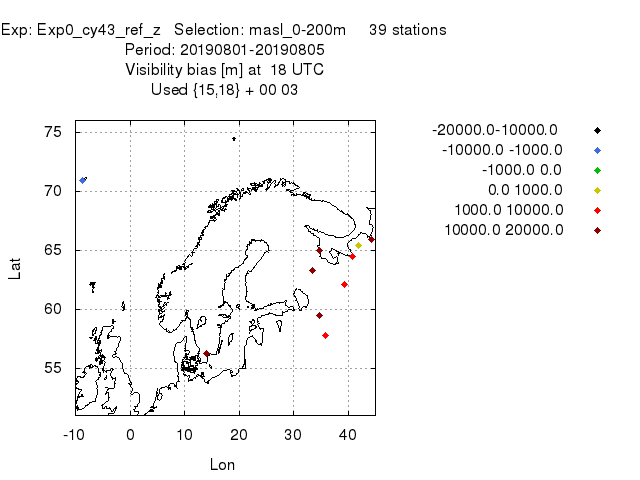 Exp: Exp0_cy43_ref_z   Selection: masl_0-200m     39 stations
Period: 20190801-20190805
Visibility bias [m] at  18 UTC
Used {15,18} + 00 03
-20000.0-10000.0
-10000.0 -1000.0
-1000.0 0.0
0.0 1000.0
1000.0 10000.0
10000.0 20000.0
75
70
65
60
55
Lat
-10 0 10 20 30 40
Lon